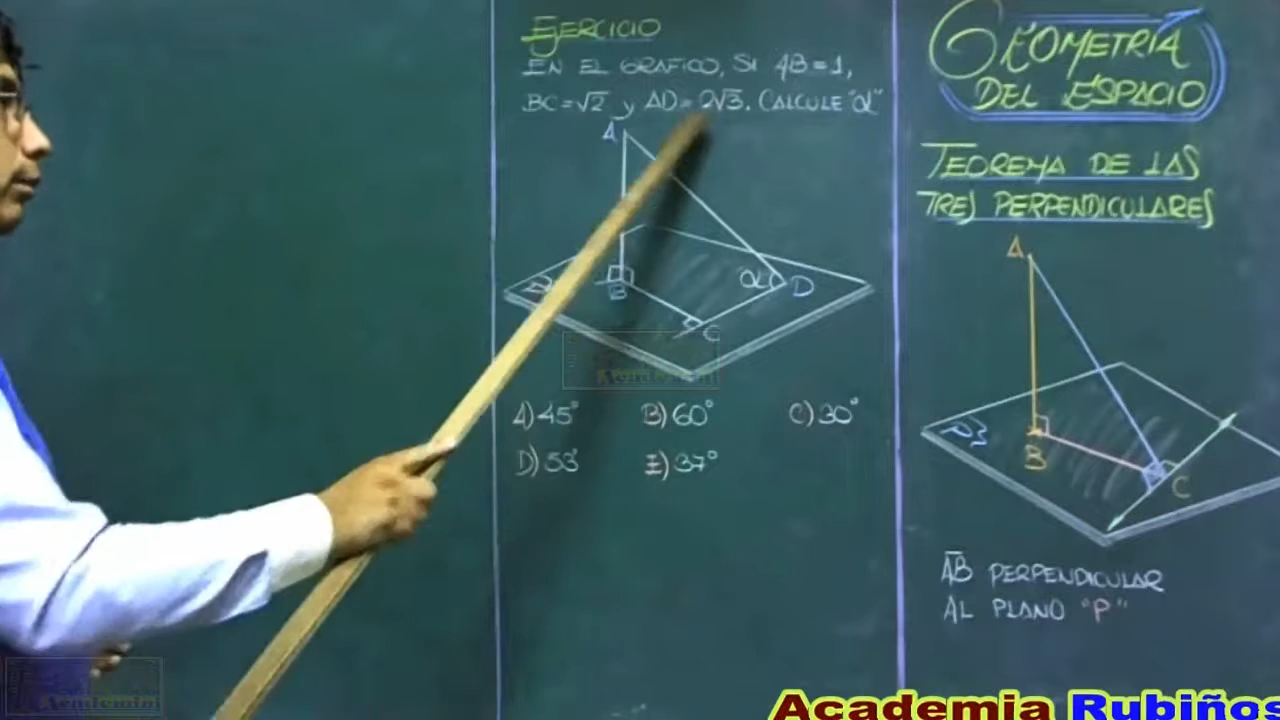 EJERCICIO
EN EL GRAFICO, SI AB=1,
BC=√2 y AD=2√3. CALCULE "α"
A
B
C
D
α
A) 45° B) 60° C) 30°
D) 53 E) 37°
GEOMETRIA
DEL ESPACIO
TEOREMA DE LAS
TRES PERPENDICULARES
A
P
B
C
AB PERPENDICULAR
AL PLANO "P"
Academia Rubiños